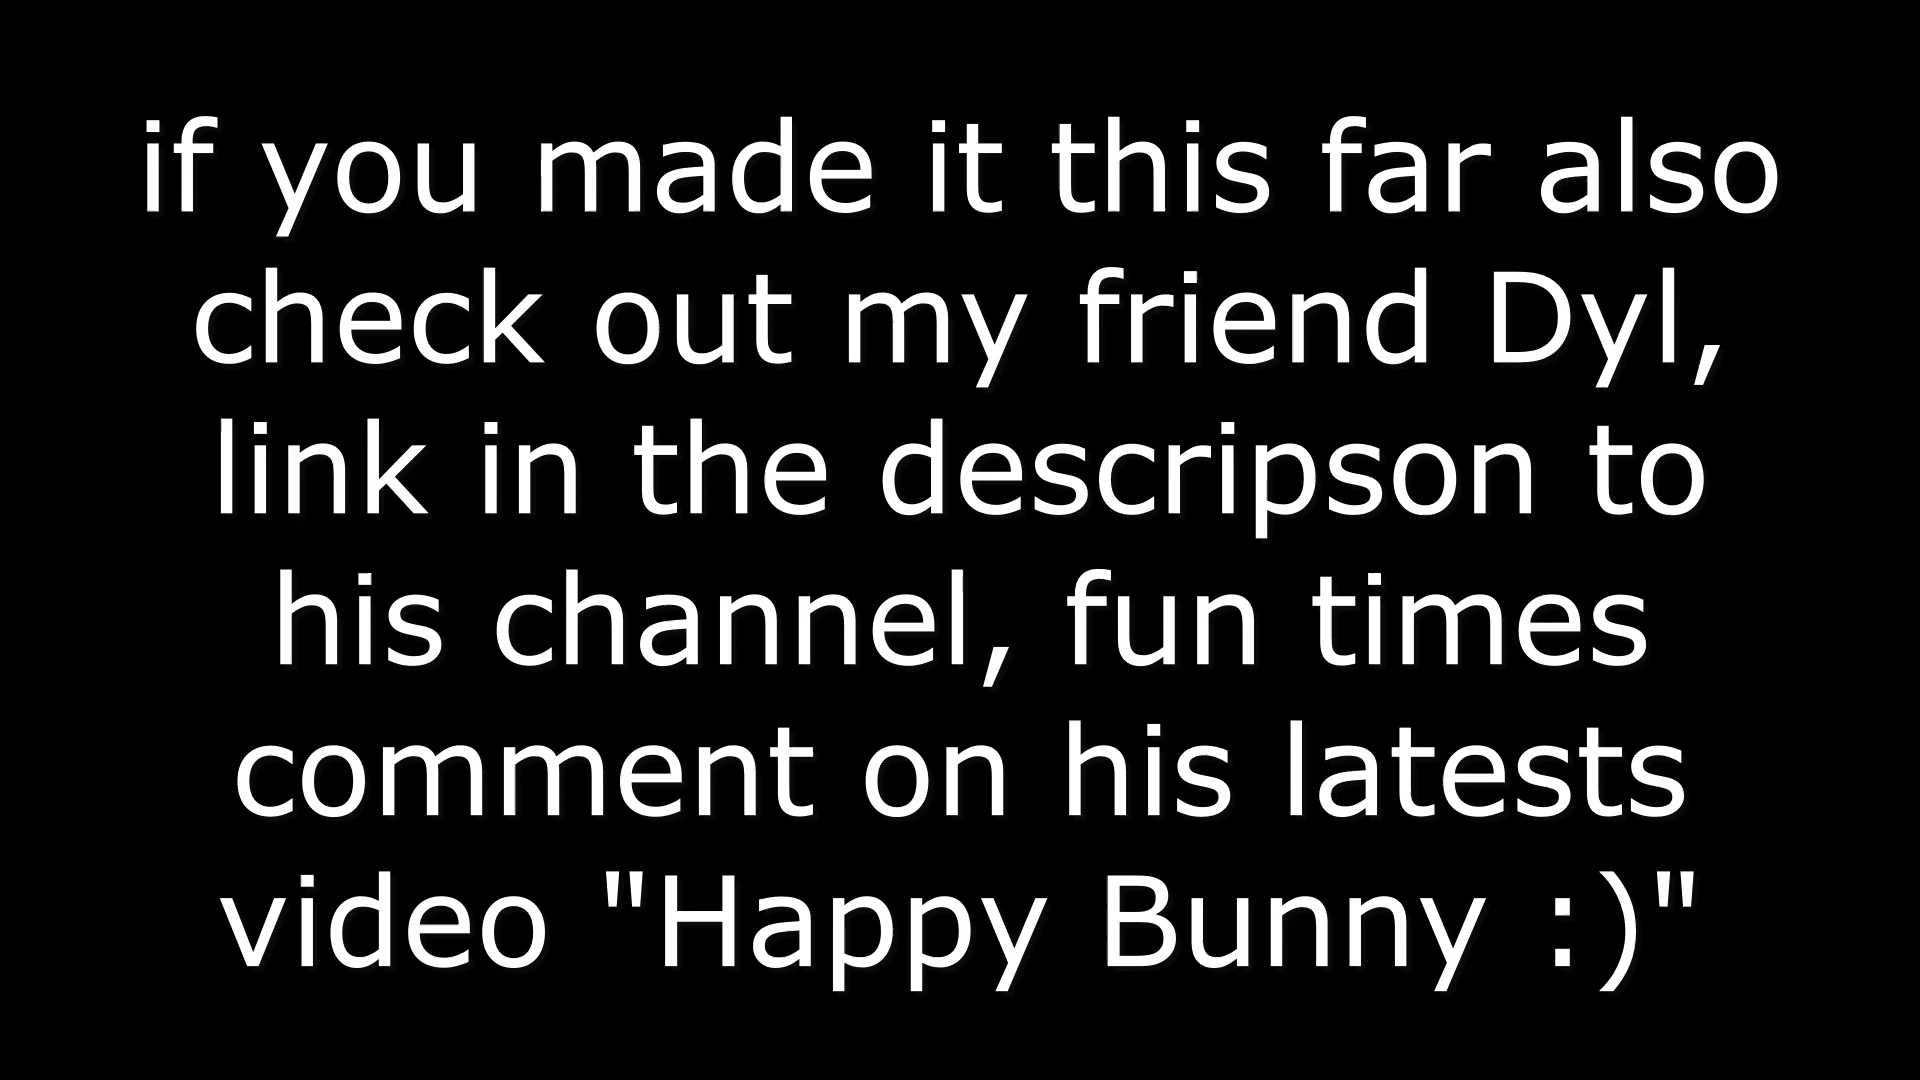 if you made it this far also
check out my friend Dyl,
link in the descripson to
his channel, fun times
comment on his latests
video "Happy Bunny :)"